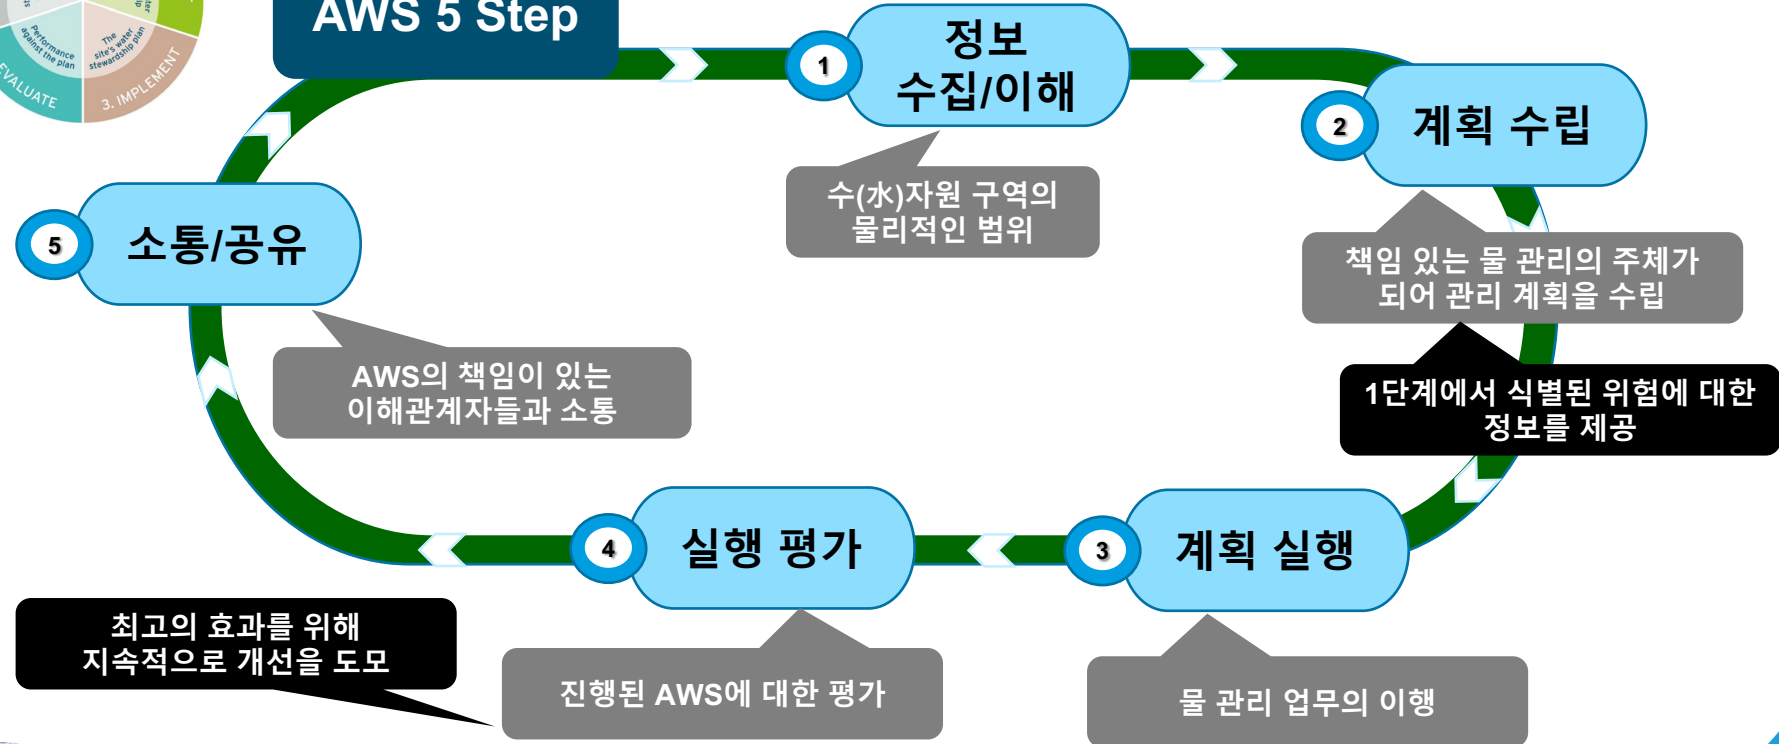 AWS 5 Step
Performance
against the plan
The
site's water
stewardship plan
EVALUATE
3. IMPLEMENT
1
정보
수집/이해
수(水)자원 구역의
물리적인 범위
2
계획 수립
책임 있는 물 관리의 주체가
되어 관리 계획을 수립
1단계에서 식별된 위험에 대한
정보를 제공
5
소통/공유
AWS의 책임이 있는
이해관계자들과 소통
4
실행 평가
3
계획 실행
최고의 효과를 위해
지속적으로 개선을 도모
진행된 AWS에 대한 평가
물 관리 업무의 이행